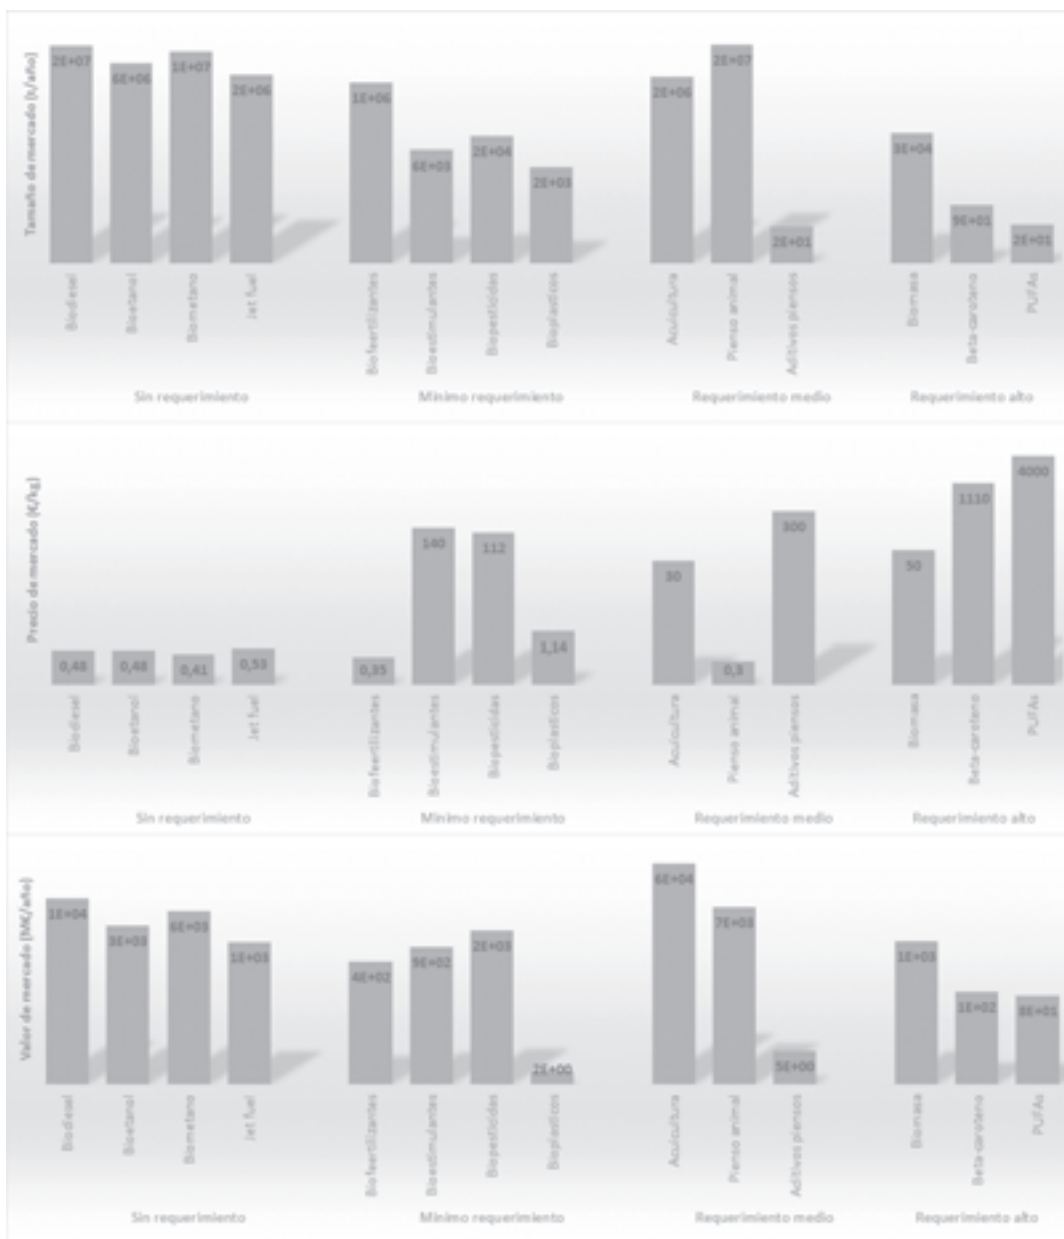 Tamaño de mercado (t/año)
2E+07 6E+06 1E+07 2E+06 1E+06 6E+03 2E+04 2E+03 2E+06 2E+07 2E+01 3E+04 9E+01 2E+01
Biodiesel Bioetanol Biometano Jet fuel Biofeertilizantes Bioestimulantes Biopesticidas Bioplasticos Acuicultura Pienso animal Aditivos piensos Biomasa Beta-caroteno PUFAs
Sin requerimiento Mínimo requerimiento Requerimiento medio Requerimiento alto
Precio de mercado (€/kg)
0,48 0,48 0,41 0,53 0,35 140 112 1,14 30 0,3 300 50 1110 4000
Biodiesel Bioetanol Biometano Jet fuel Biofeertilizantes Bioestimulantes Biopesticidas Bioplasticos Acuicultura Pienso animal Aditivos piensos Biomasa Beta-caroteno PUFAs
Sin requerimiento Mínimo requerimiento Requerimiento medio Requerimiento alto
Valor de mercado (M€/año)
1E+04 3E+03 6E+03 1E+03 4E+02 9E+02 2E+03 2E+00 6E+04 7E+03 5E+00 1E+03 1E+02 8E+01
Biodiesel Bioetanol Biometano Jet fuel Biofeertilizantes Bioestimulantes Biopesticidas Bioplasticos Acuicultura Pienso animal Aditivos piensos Biomasa Beta-caroteno PUFAs
Sin requerimiento Mínimo requerimiento Requerimiento medio Requerimiento alto